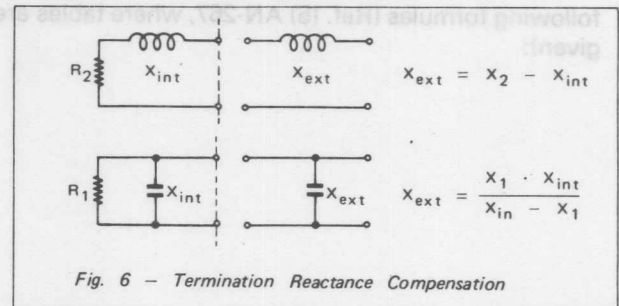 following formulas (Ref. (5) AN-267, where tables are
given):
R2 Xint Xext Xext = X2 - Xint
R1 Xint Xext Xext = X1 · Xint / Xin - X1
Fig. 6 – Termination Reactance Compensation